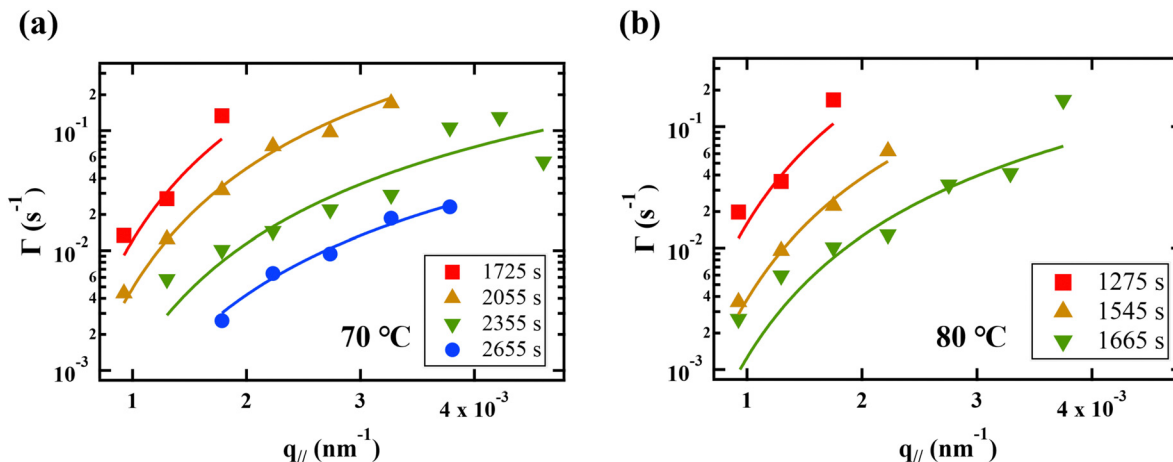 (a)
Γ (s⁻¹)
2
10⁻¹
6
4
2
10⁻²
6
4
2
10⁻³
1725 s
2055 s
2355 s
2655 s
70 °C
1 2 3 4 x 10⁻³
q// (nm⁻¹)
(b)
Γ (s⁻¹)
2
10⁻¹
6
4
2
10⁻²
6
4
2
10⁻³
1275 s
1545 s
1665 s
80 °C
1 2 3 4 x 10⁻³
q// (nm⁻¹)